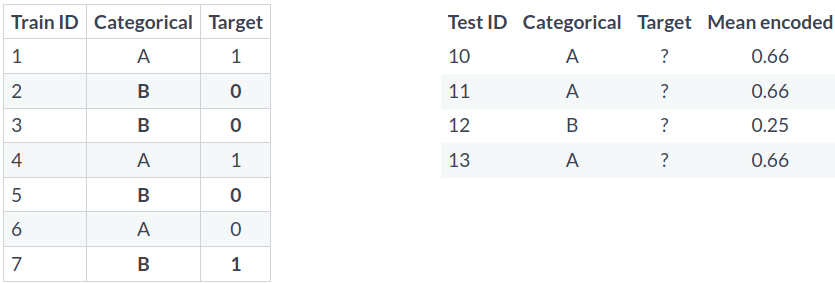 Train ID Categorical Target
1 A 1
2 B 0
3 B 0
4 A 1
5 B 0
6 A 0
7 B 1
Test ID Categorical Target Mean encoded
10 A ? 0.66
11 A ? 0.66
12 B ? 0.25
13 A ? 0.66